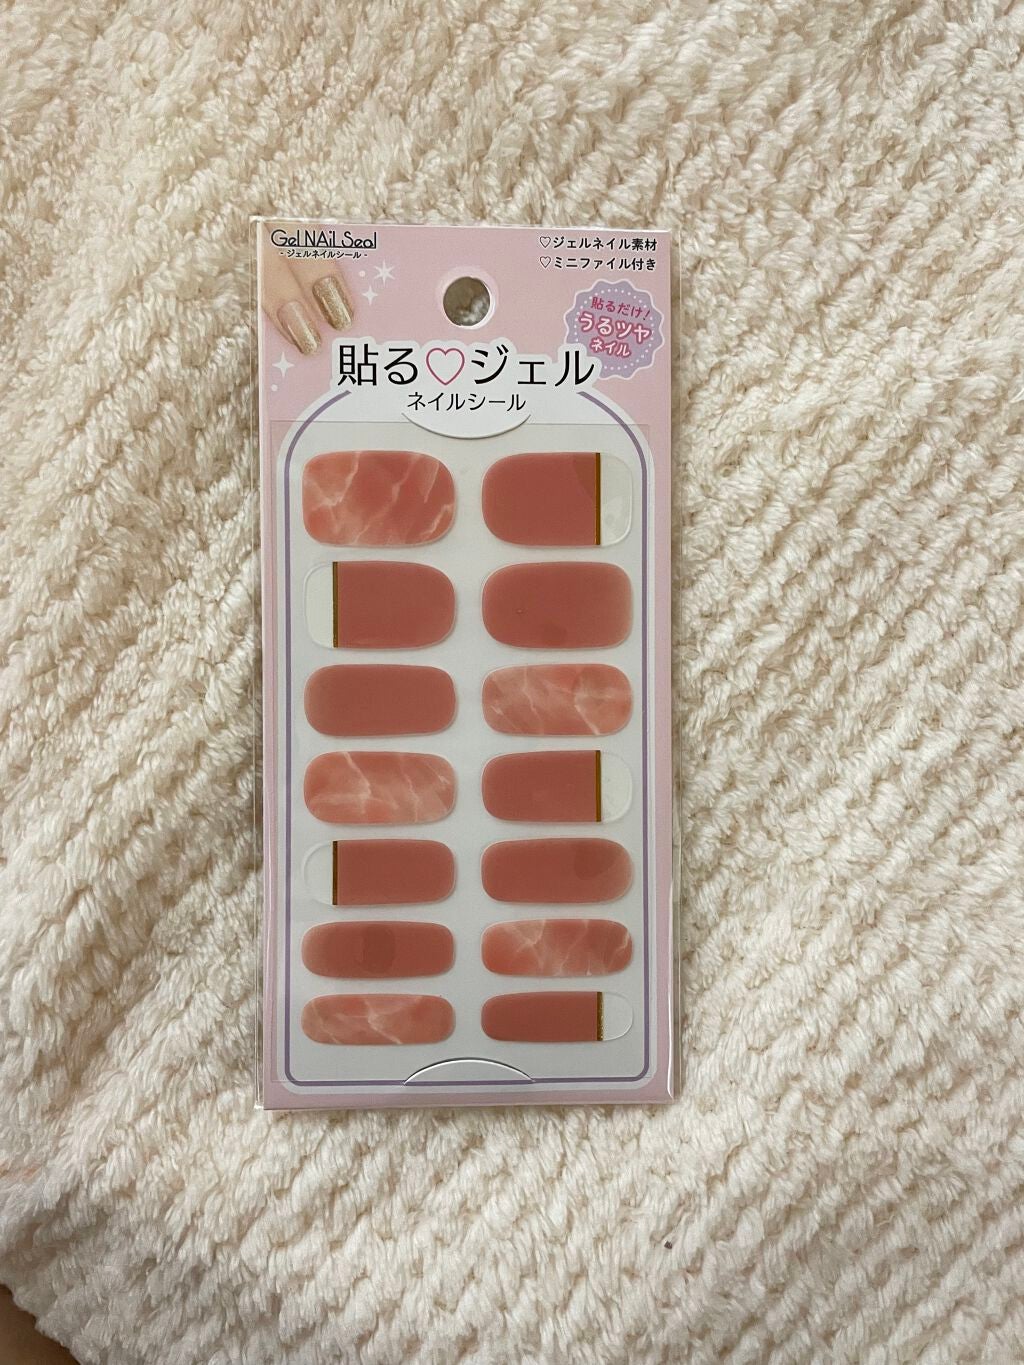 Gel NAiL Seal
- ジェルネイルシール -
♡ジェルネイル素材
♡ミニファイル付き
貼るだけ!
うるツヤ
ネイル
貼る♡ジェル
ネイルシール